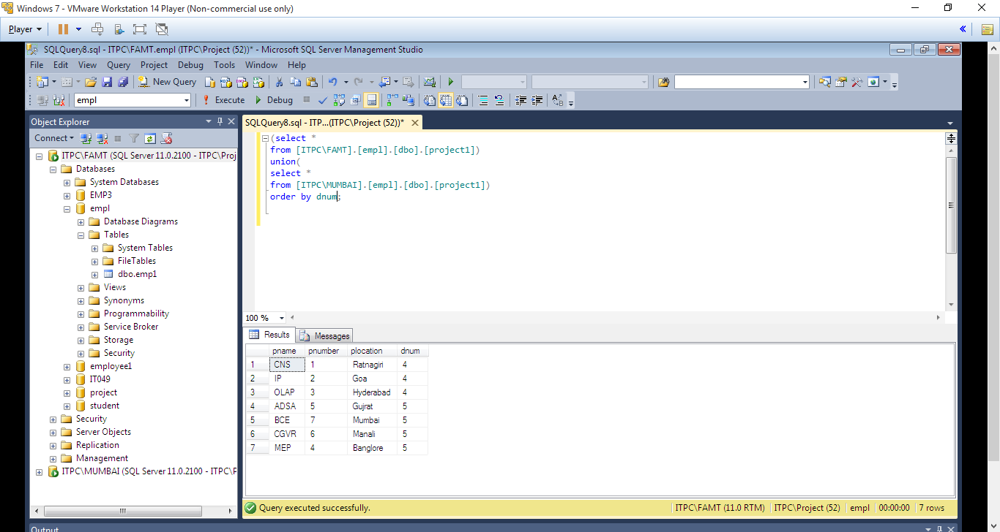 Windows 7 - VMware Workstation 14 Player (Non-commercial use only)
Player
SQLQuery8.sql - ITPC\FAMT.empl (ITPC\Project (52))* - Microsoft SQL Server Management Studio
File Edit View Query Project Debug Tools Window Help
New Query
empl Execute Debug
Object Explorer
Connect
ITPC\FAMT (SQL Server 11.0.2100 - ITPC\Proj
Databases
System Databases
EMP3
empl
Database Diagrams
Tables
System Tables
FileTables
dbo.emp1
Views
Synonyms
Programmability
Service Broker
Storage
Security
employee1
IT049
project
student
Security
Server Objects
Replication
Management
ITPC\MUMBAI (SQL Server 11.0.2100 - ITPC\F
SQLQuery8.sql - ITP...(ITPC\Project (52))*
(select *
from [ITPC\FAMT].[empl].[dbo].[project1])
union(
select *
from [ITPC\MUMBAI].[empl].[dbo].[project1])
order by dnum;
100 %
Results Messages
pname pnumber plocation dnum
1 CNS 1 Ratnagiri 4
2 IP 2 Goa 4
3 OLAP 3 Hyderabad 4
4 ADSA 5 Gujrat 5
5 BCE 7 Mumbai 5
6 CGVR 6 Manali 5
7 MEP 4 Banglore 5
Query executed successfully. ITPC\FAMT (11.0 RTM) ITPC\Project (52) empl 00:00:00 7 rows
Output